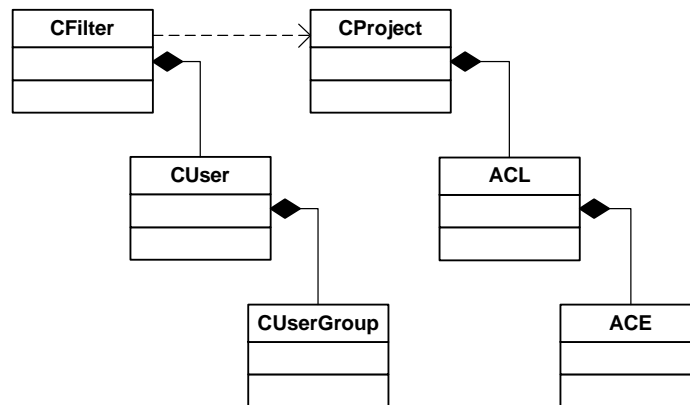 CFilter
CProject
CUser
ACL
CUserGroup
ACE